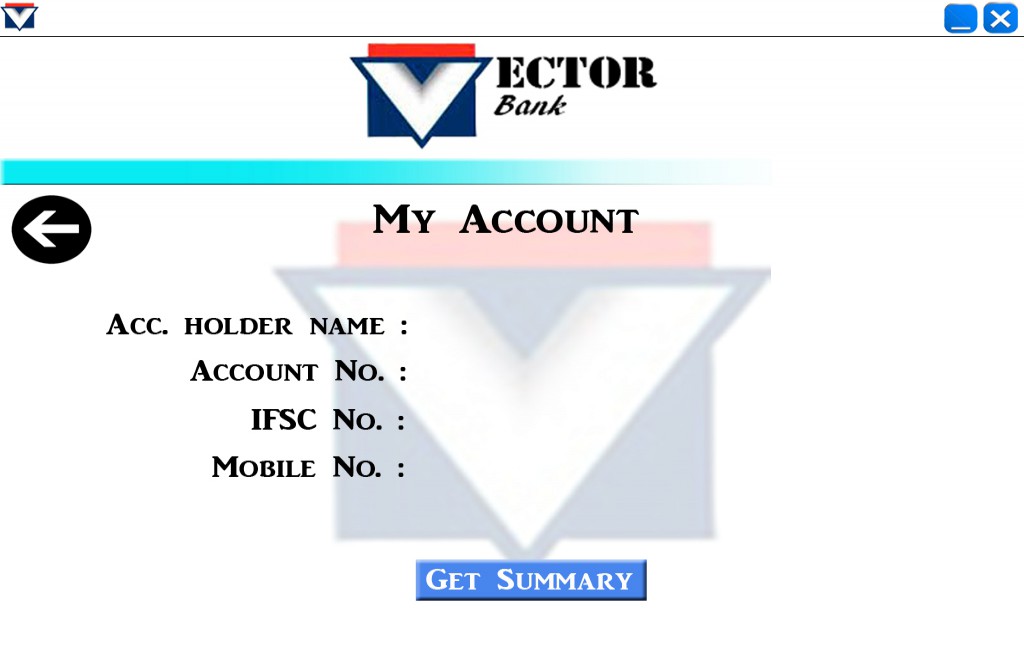 VECTOR
Bank
My Account
Acc. holder name :
Account No. :
IFSC No. :
Mobile No. :
Get Summary